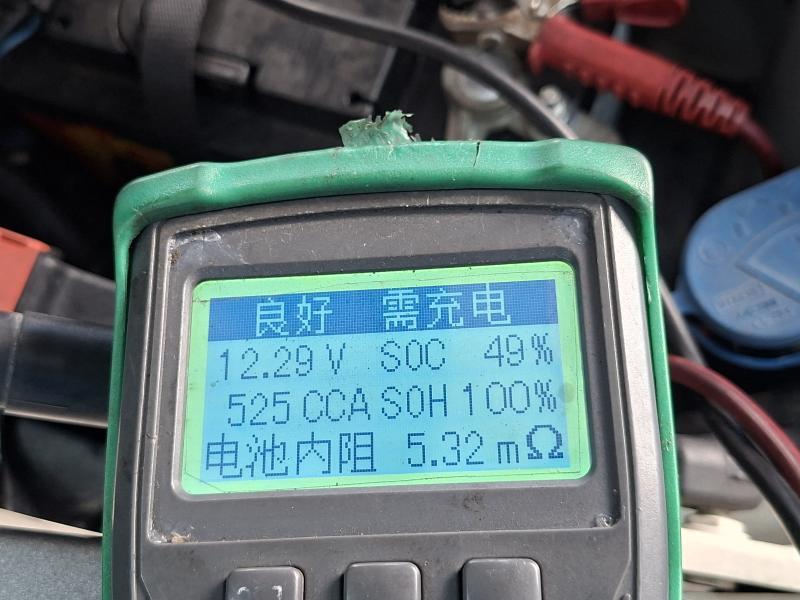 良好 需充电
12.29 V SOC 49%
525 CCA SOH 100%
电池内阻 5.32 mΩ